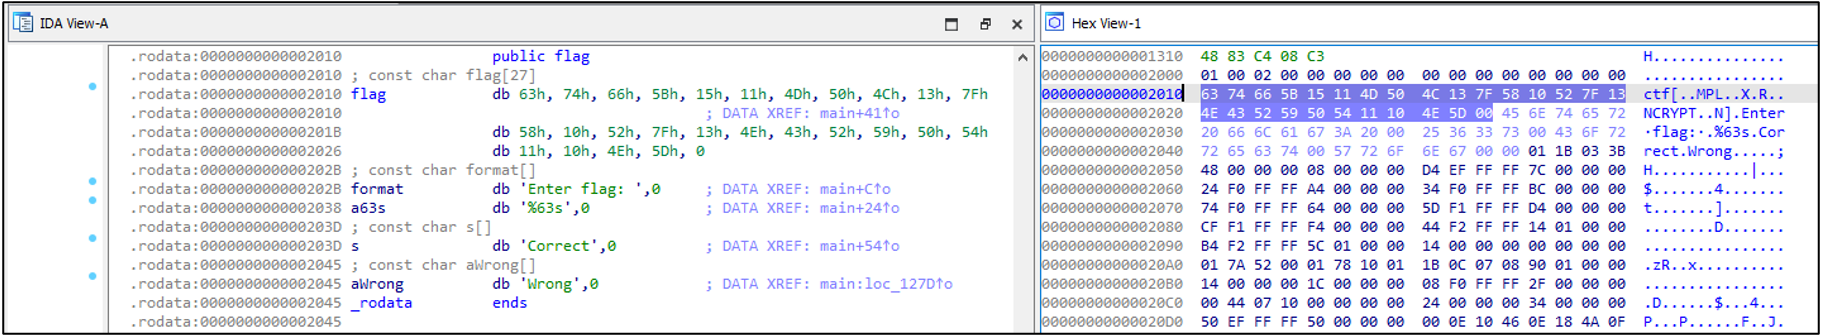 IDA View-A
.rodata:0000000000002010 public flag
.rodata:0000000000002010 ; const char flag[27]
.rodata:0000000000002010 flag db 63h, 74h, 66h, 5Bh, 15h, 11h, 4Dh, 50h, 4Ch, 13h, 7Fh
.rodata:0000000000002010 ; DATA XREF: main+41↑o
.rodata:000000000000201B db 58h, 10h, 52h, 7Fh, 13h, 4Eh, 43h, 52h, 59h, 50h, 54h
.rodata:0000000000002026 db 11h, 10h, 4Eh, 5Dh, 0
.rodata:000000000000202B ; const char format[]
.rodata:000000000000202B format db 'Enter flag: ',0 ; DATA XREF: main+C↑o
.rodata:0000000000002038 a63s db '%63s',0 ; DATA XREF: main+24↑o
.rodata:000000000000203D ; const char s[]
.rodata:000000000000203D s db 'Correct',0 ; DATA XREF: main+54↑o
.rodata:0000000000002045 ; const char aWrong[]
.rodata:0000000000002045 aWrong db 'Wrong',0 ; DATA XREF: main:loc_127D↑o
.rodata:0000000000002045 _rodata ends
.rodata:0000000000002045
Hex View-1
0000000000001310 48 83 C4 08 C3 H...............
0000000000002000 01 00 02 00 00 00 00 00 00 00 00 00 00 00 00 00 ................
0000000000002010 63 74 66 5B 15 11 4D 50 4C 13 7F 58 10 52 7F 13 ctf[..MPL..X.R..
0000000000002020 4E 43 52 59 50 54 11 10 4E 5D 00 45 6E 74 65 72 NCRYPT..N].Enter
0000000000002030 20 66 6C 61 67 3A 20 00 25 36 33 73 00 43 6F 72 ·flag:·.%63s.Cor
0000000000002040 72 65 63 74 00 57 72 6F 6E 67 00 00 01 1B 03 3B rect.Wrong.....;
0000000000002050 48 00 00 00 08 00 00 00 D4 EF FF FF 7C 00 00 00 H...........|...
0000000000002060 24 F0 FF FF A4 00 00 00 34 F0 FF FF BC 00 00 00 $.......4.......
0000000000002070 74 F0 FF FF 64 00 00 00 5D F1 FF FF D4 00 00 00 t.......].......
0000000000002080 CF F1 FF FF F4 00 00 00 44 F2 FF FF 14 01 00 00 ........D.......
0000000000002090 B4 F2 FF FF 5C 01 00 00 14 00 00 00 00 00 00 00 ................
00000000000020A0 01 7A 52 00 01 78 10 01 1B 0C 07 08 90 01 00 00 .zR..x..........
00000000000020B0 14 00 00 00 1C 00 00 00 08 F0 FF FF 2F 00 00 00 ............/...
00000000000020C0 00 44 07 10 00 00 00 00 24 00 00 00 34 00 00 00 .D......$...4...
00000000000020D0 50 EF FF FF 50 00 00 00 00 0E 10 46 0E 18 4A 0F P...P......F..J.